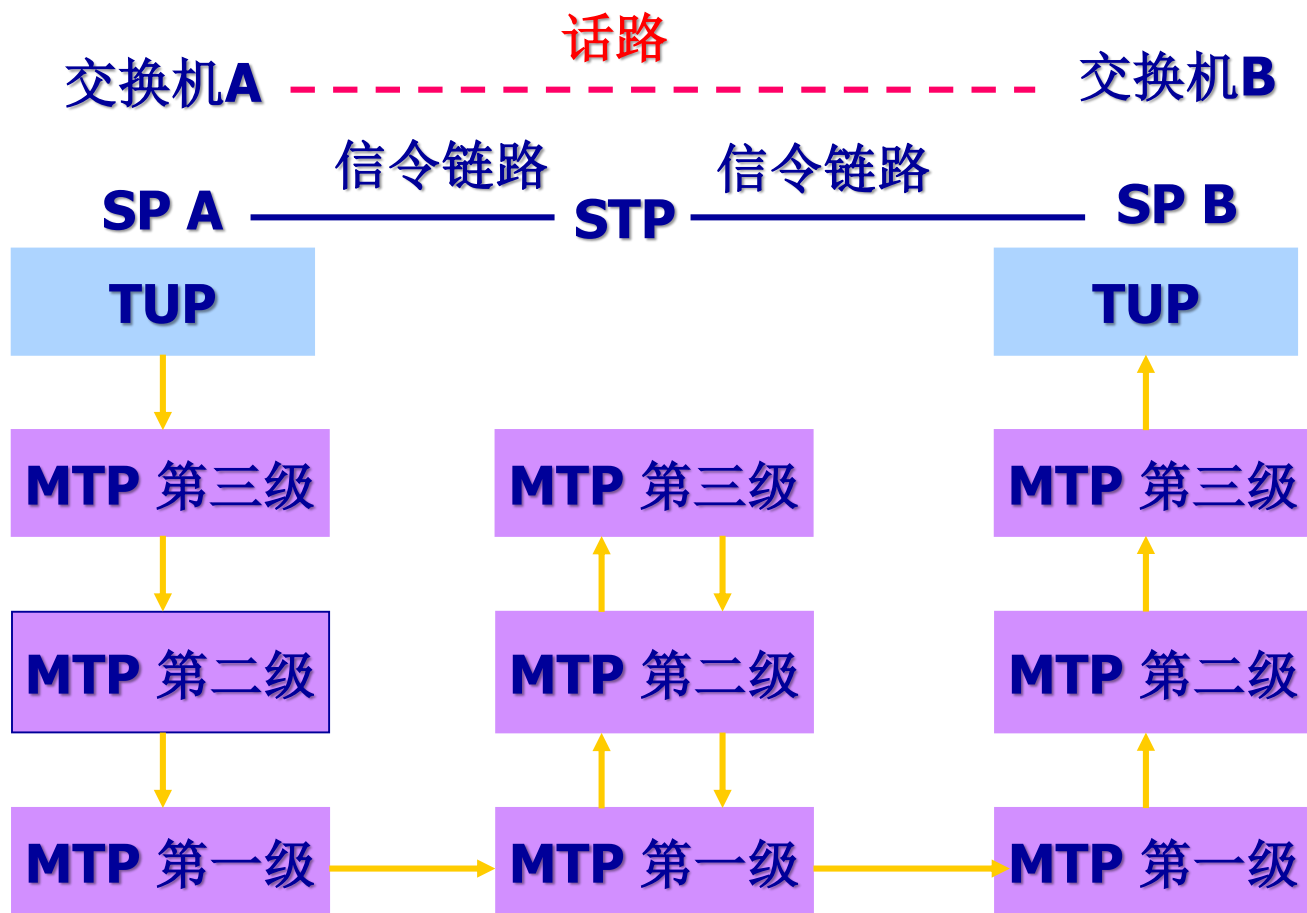 话路
交换机A
交换机B
信令链路
信令链路
SP A
STP
SP B
TUP
TUP
MTP 第三级
MTP 第三级
MTP 第三级
MTP 第二级
MTP 第二级
MTP 第二级
MTP 第一级
MTP 第一级
MTP 第一级